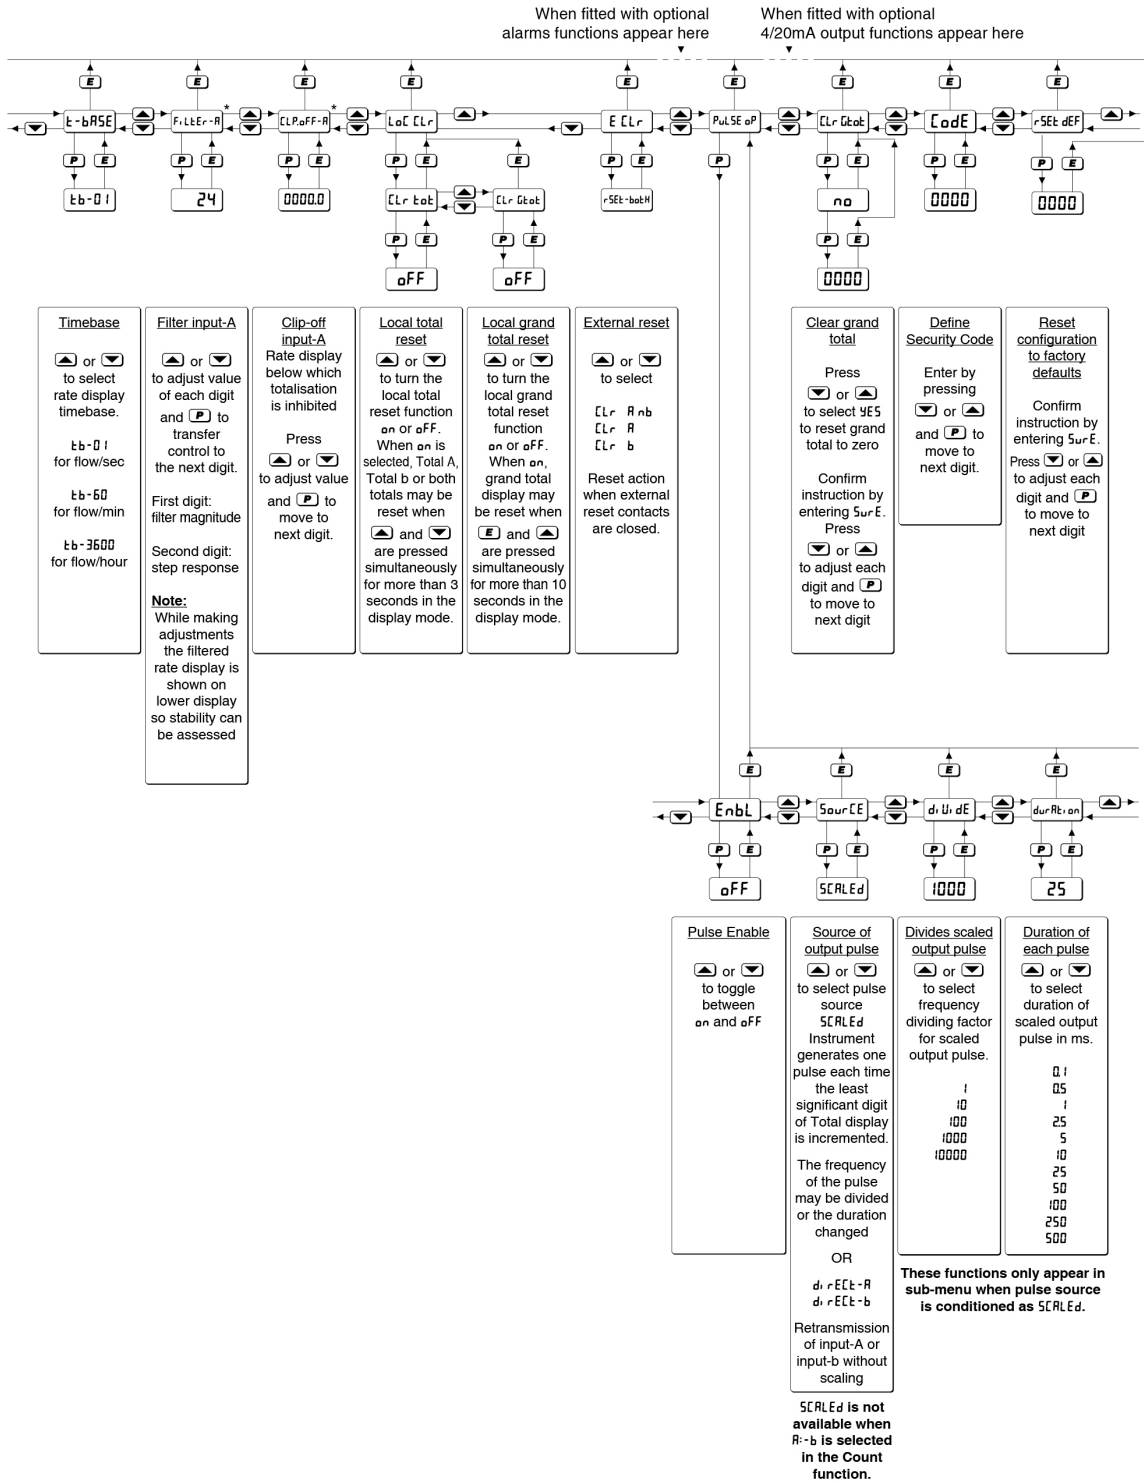 When fitted with optional
alarms functions appear here
When fitted with optional
4/20mA output functions appear here
E E E E E E E E E
t-bASE FiLtEr-A * CLP.oFF-A * LoC CLr E CLr PuLSE oP CLr Gtot CodE rSEt dEF
P E P E P E P E E P E P P E P E P E
tb-01 24 0000.0 CLr tot CLr Gtot rSEt-botH no 0000 0000
P E P E P E
oFF oFF 0000
Timebase
or
to select
rate display
timebase.
tb-01
for flow/sec
tb-60
for flow/min
tb-3600
for flow/hour
Filter input-A
or
to adjust value
of each digit
and P to
transfer
control to
the next digit.
First digit:
filter magnitude
Second digit:
step response
Note:
While making
adjustments
the filtered
rate display is
shown on
lower display
so stability can
be assessed
Clip-off
input-A
Rate display
below which
totalisation
is inhibited
Press
or
to adjust value
and P to
move to
next digit.
Local total
reset
or
to turn the
local total
reset function
on or oFF.
When on is
selected, Total A,
Total b or both
totals may be
reset when
and
are pressed
simultaneously
for more than 3
seconds in the
display mode.
Local grand
total reset
or
to turn the
local grand
total reset
function
on or oFF.
When on,
grand total
display may
be reset when
E and
are pressed
simultaneously
for more than 10
seconds in the
display mode.
External reset
or
to select
CLr Anb
CLr A
CLr b
Reset action
when external
reset contacts
are closed.
Clear grand
total
Press
or
to select YES
to reset grand
total to zero
Confirm
instruction by
entering SurE.
Press
or
to adjust each
digit and P
to move to
next digit
Define
Security Code
Enter by
pressing
or
and P to
move to
next digit.
Reset
configuration
to factory
defaults
Confirm
instruction by
entering SurE.
Press or
to adjust each
digit and P
to move to
next digit
E E E E
EnbL SourCE diUidE durAtion
P E P E P E P E
oFF SCALEd 1000 25
Pulse Enable
or
to toggle
between
on and oFF
Source of
output pulse
or
to select pulse
source
SCALEd
Instrument
generates one
pulse each time
the least
significant digit
of Total display
is incremented.
The frequency
of the pulse
may be divided
or the duration
changed
OR
dirECt-A
dirECt-b
Retransmission
of input-A or
input-b without
scaling
SCALEd is not
available when
A:-b is selected
in the Count
function.
Divides scaled
output pulse
or
to select
frequency
dividing factor
for scaled
output pulse.
1
10
100
1000
10000
Duration of
each pulse
or
to select
duration of
scaled output
pulse in ms.
0.1
0.5
1
2.5
5
10
25
50
100
250
500
These functions only appear in
sub-menu when pulse source
is conditioned as SCALEd.